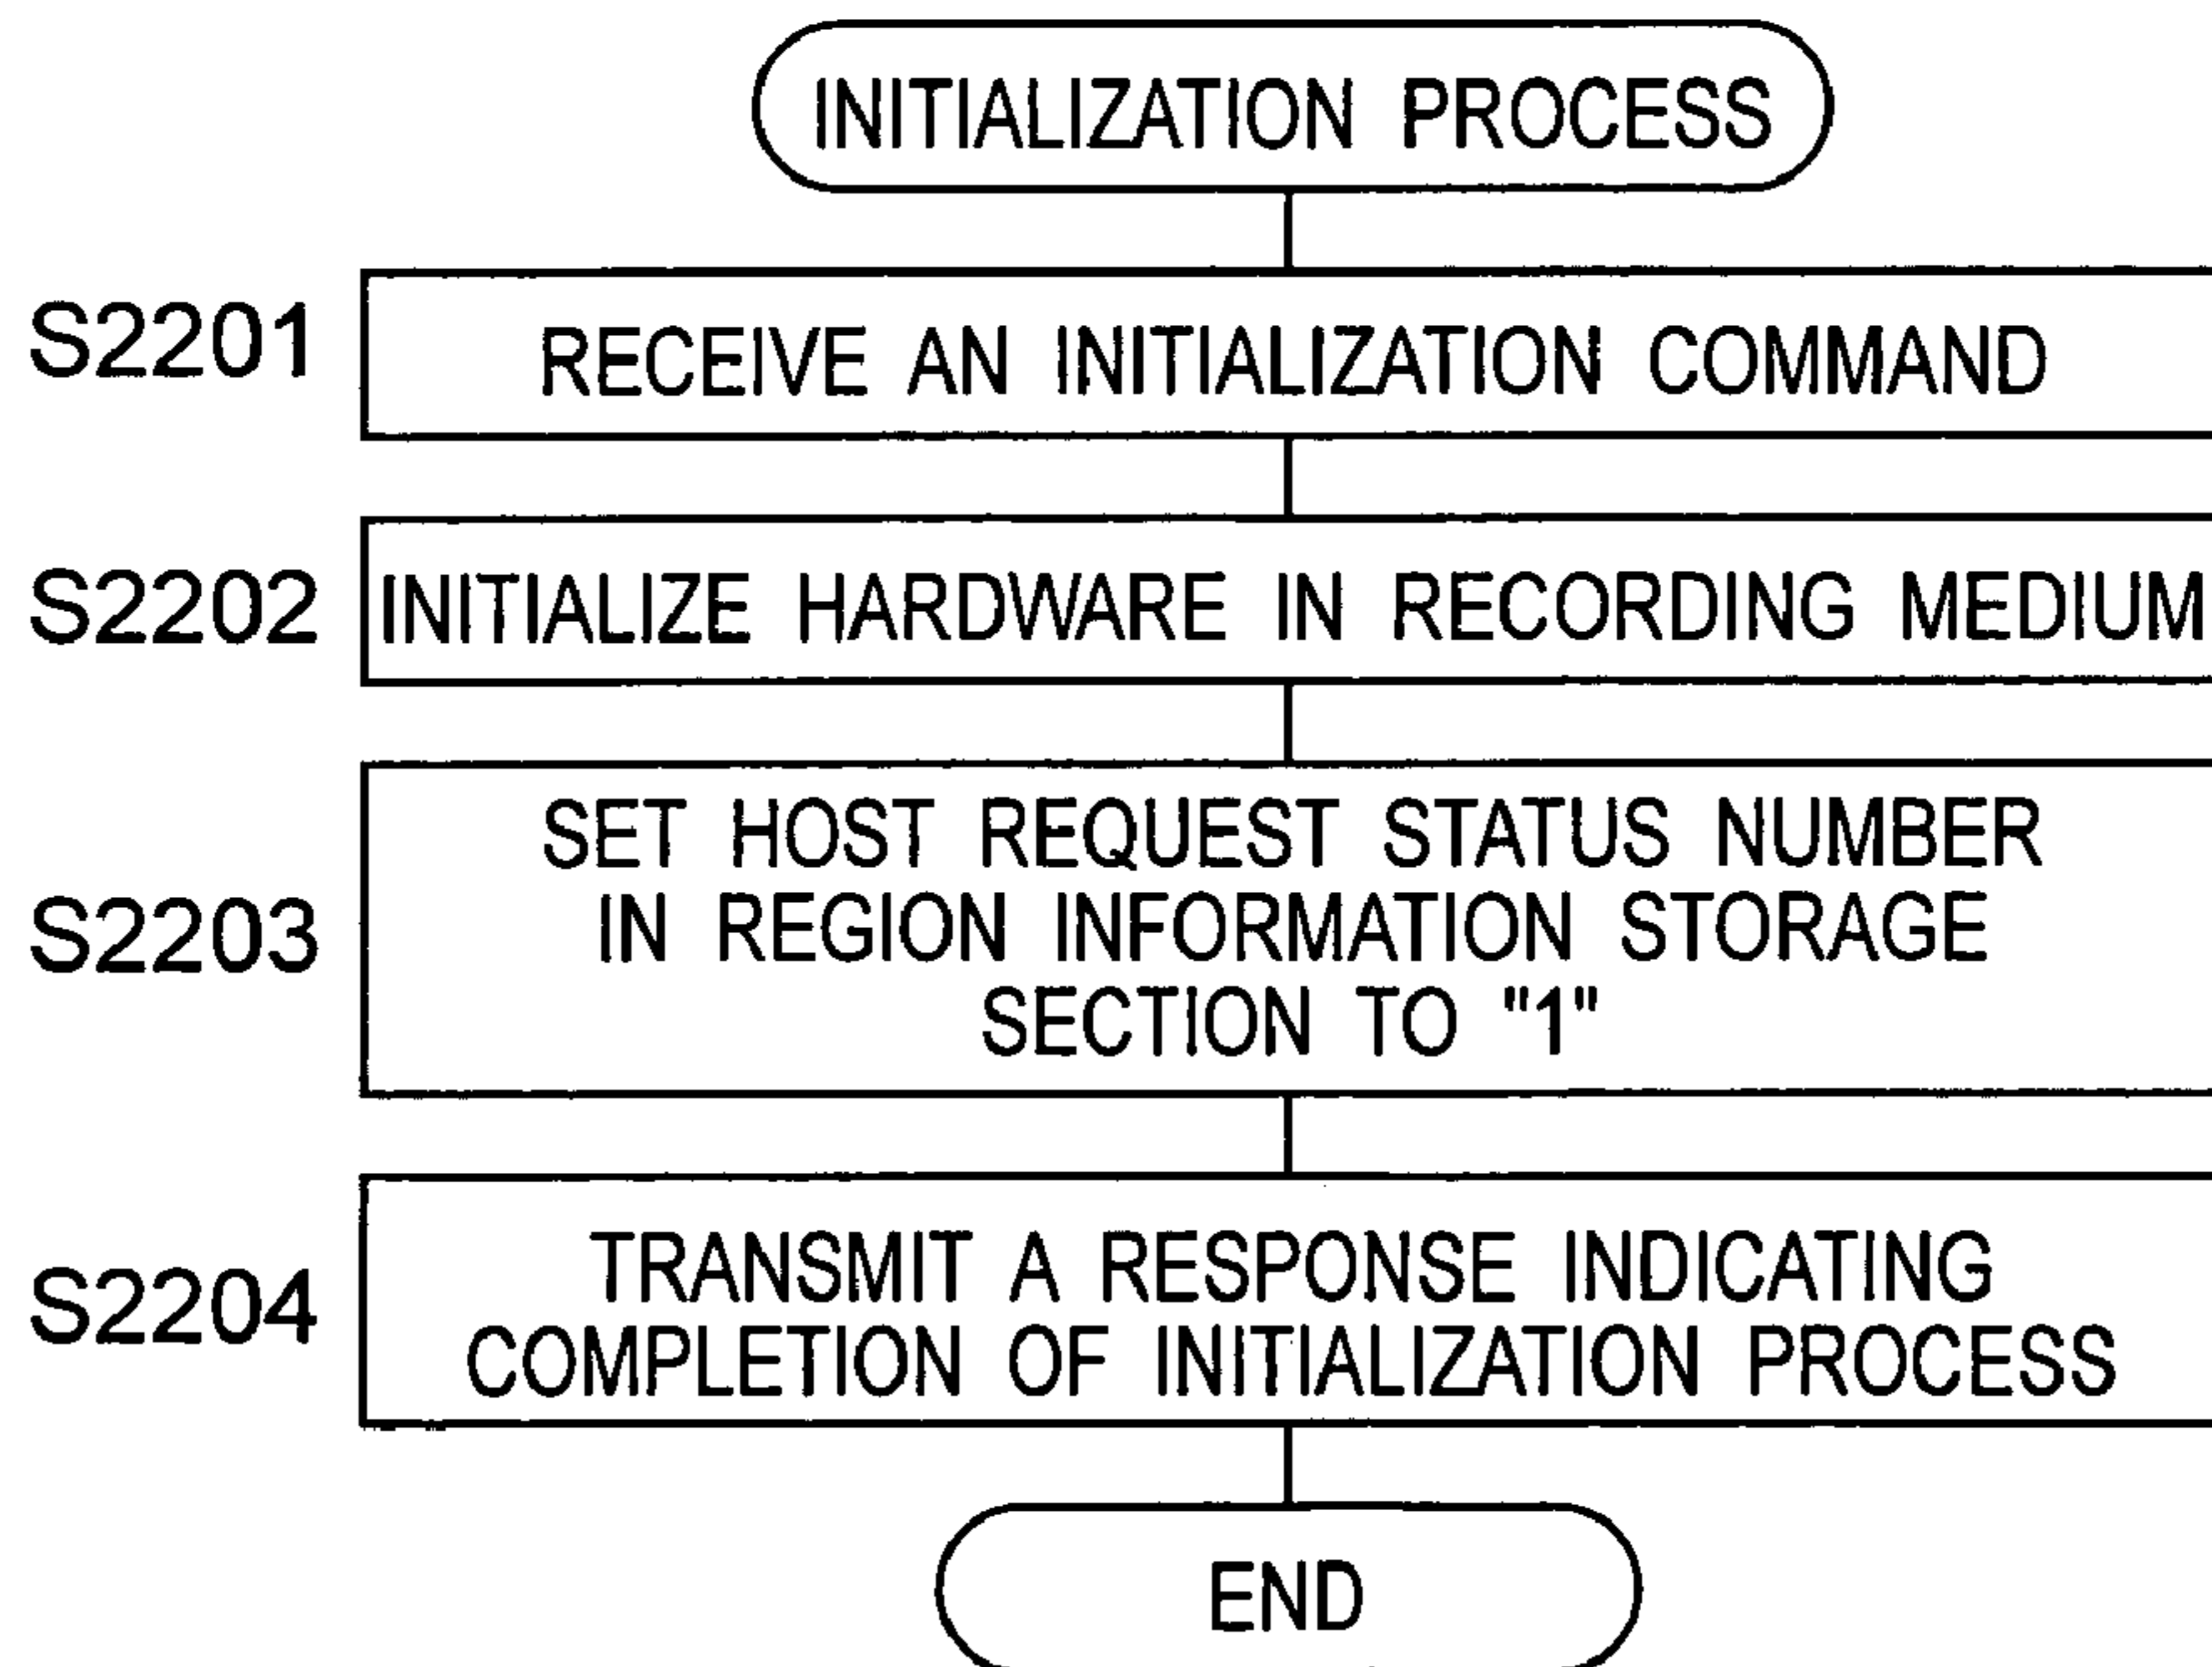 INITIALIZATION PROCESS
S2201
RECEIVE AN INITIALIZATION COMMAND
S2202
INITIALIZE HARDWARE IN RECORDING MEDIUM
S2203
SET HOST REQUEST STATUS NUMBER
IN REGION INFORMATION STORAGE
SECTION TO "1"
S2204
TRANSMIT A RESPONSE INDICATING
COMPLETION OF INITIALIZATION PROCESS
END